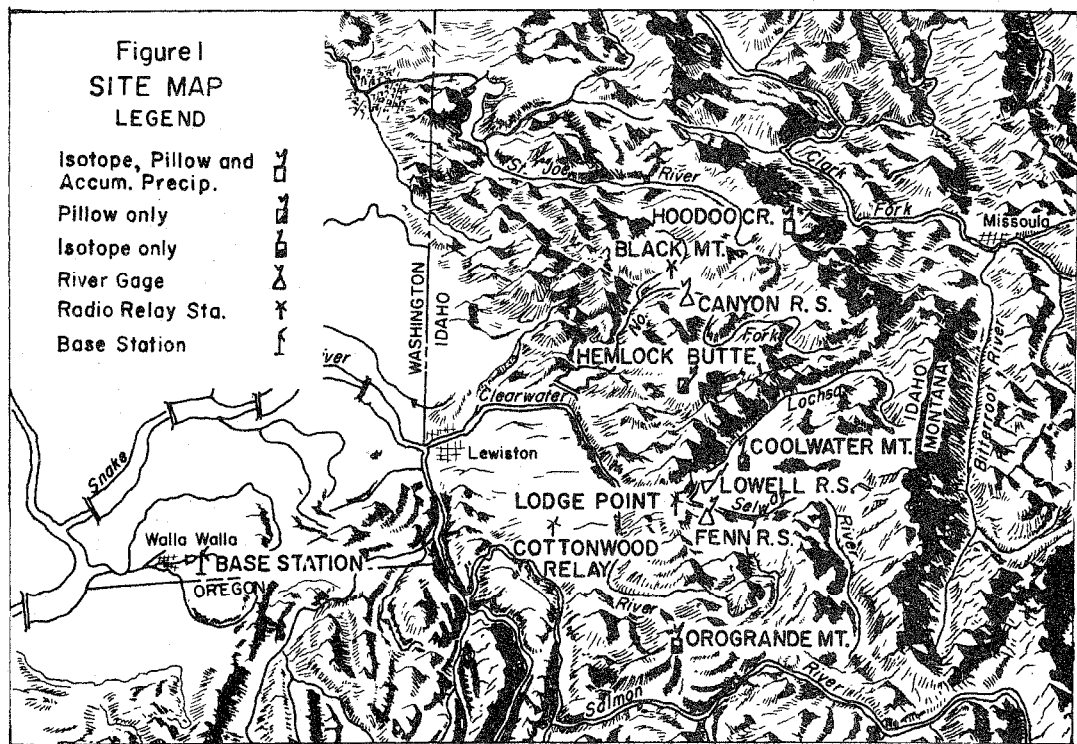 Figure 1
SITE MAP
LEGEND
Isotope, Pillow and
Accum. Precip.
Pillow only
Isotope only
River Gage
Radio Relay Sta.
Base Station
WASHINGTON
IDAHO
St. Joe River
Clark Fork
HOODOO CR.
Missoula
BLACK MT.
CANYON R.S.
No. Fork
HEMLOCK BUTTE
Clearwater
Lochsa
IDAHO
MONTANA
Bitterroot River
Snake
iver
Lewiston
COOLWATER MT.
LOWELL R.S.
LODGE POINT
Selway
River
FENN R.S.
COTTONWOOD
RELAY
Walla Walla
BASE STATION
OREGON
River
OROGRANDE MT.
Salmon River